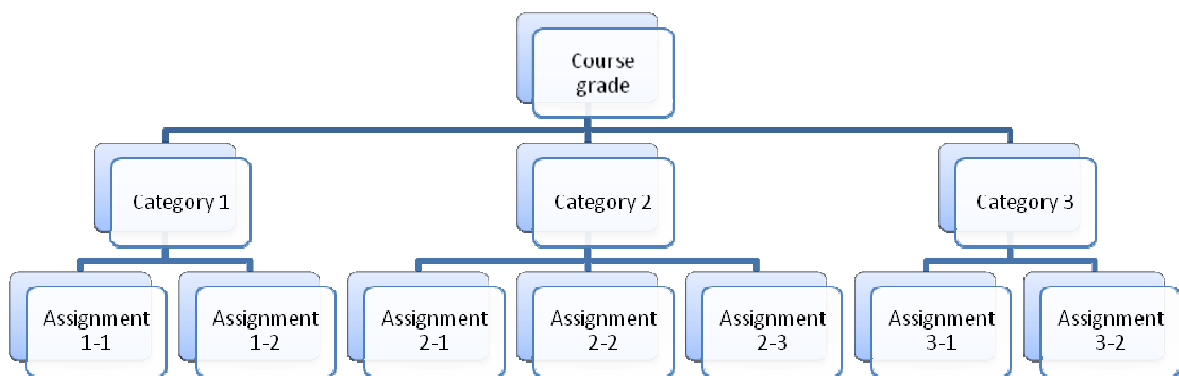 Course
grade
Category 1
Category 2
Category 3
Assignment
1-1
Assignment
1-2
Assignment
2-1
Assignment
2-2
Assignment
2-3
Assignment
3-1
Assignment
3-2